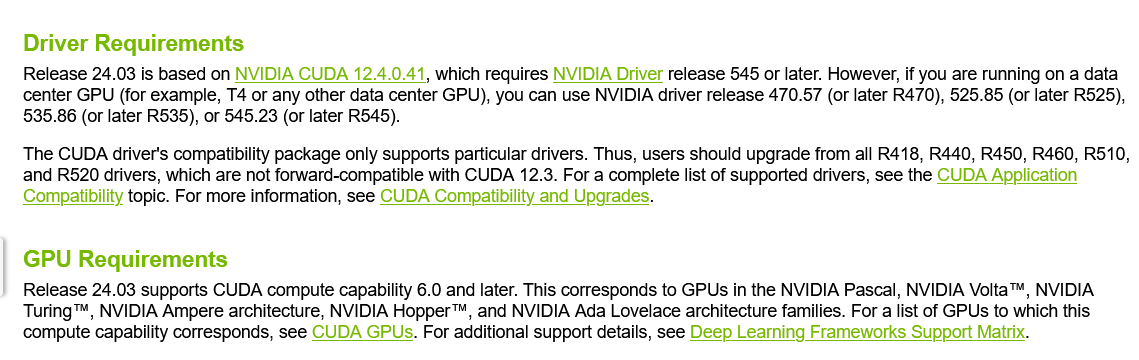 Driver Requirements
Release 24.03 is based on NVIDIA CUDA 12.4.0.41, which requires NVIDIA Driver release 545 or later. However, if you are running on a data
center GPU (for example, T4 or any other data center GPU), you can use NVIDIA driver release 470.57 (or later R470), 525.85 (or later R525),
535.86 (or later R535), or 545.23 (or later R545).
The CUDA driver's compatibility package only supports particular drivers. Thus, users should upgrade from all R418, R440, R450, R460, R510,
and R520 drivers, which are not forward-compatible with CUDA 12.3. For a complete list of supported drivers, see the CUDA Application
Compatibility topic. For more information, see CUDA Compatibility and Upgrades.
GPU Requirements
Release 24.03 supports CUDA compute capability 6.0 and later. This corresponds to GPUs in the NVIDIA Pascal, NVIDIA Volta™, NVIDIA
Turing™, NVIDIA Ampere architecture, NVIDIA Hopper™, and NVIDIA Ada Lovelace architecture families. For a list of GPUs to which this
compute capability corresponds, see CUDA GPUs. For additional support details, see Deep Learning Frameworks Support Matrix.